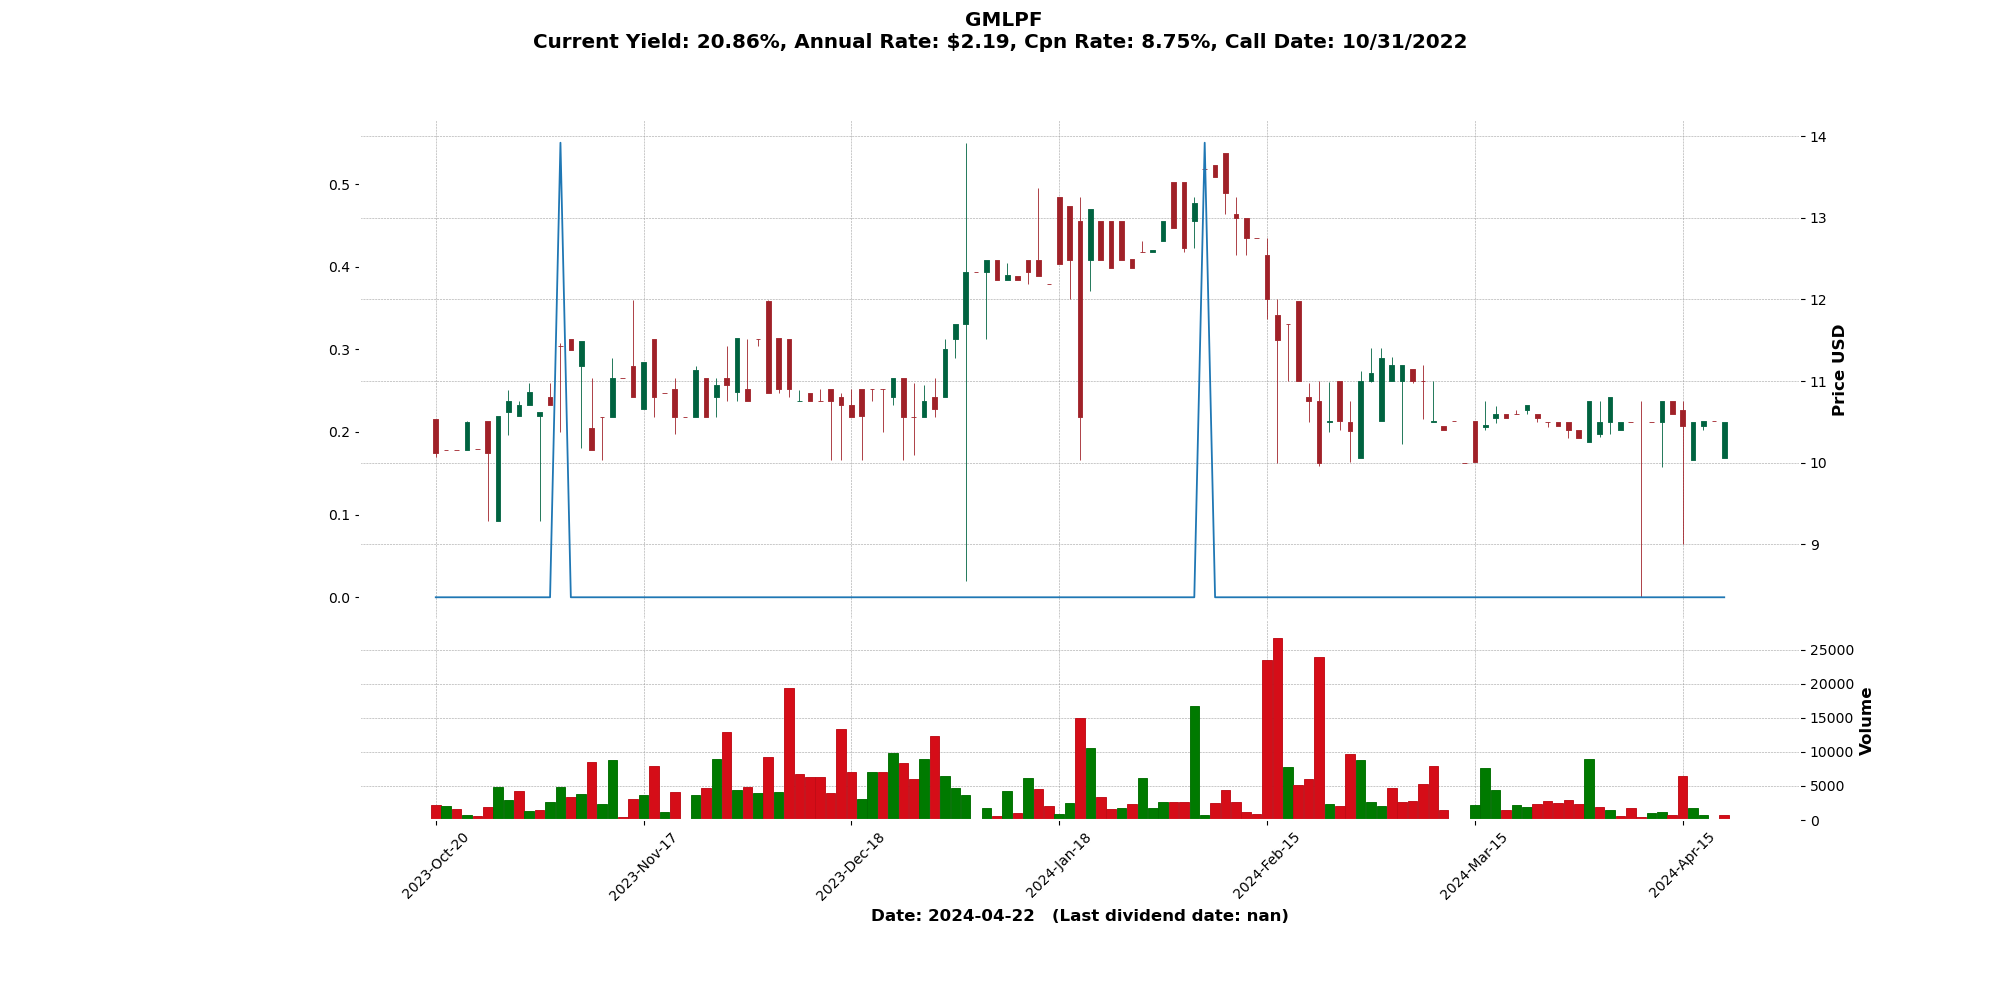 GMLPF
Current Yield: 20.86%, Annual Rate: $2.19, Cpn Rate: 8.75%, Call Date: 10/31/2022
0.5
0.4
0.3
0.2
0.1
0.0
14
13
12
11
10
9
Price USD
25000
20000
15000
10000
5000
0
Volume
2023-Oct-20
2023-Nov-17
2023-Dec-18
2024-Jan-18
2024-Feb-15
2024-Mar-15
2024-Apr-15
Date: 2024-04-22   (Last dividend date: nan)